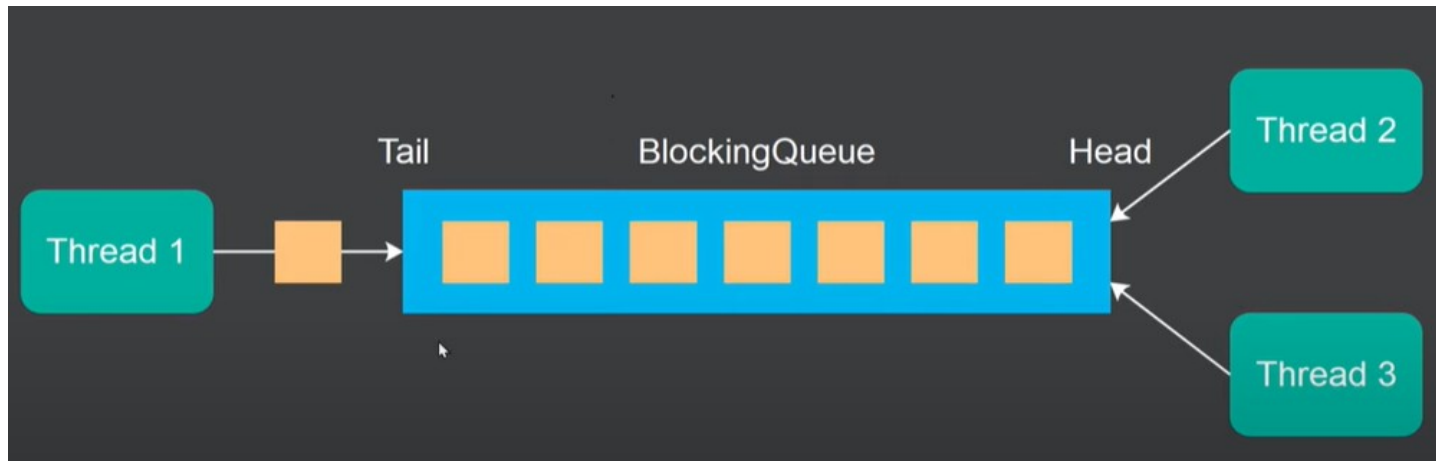 Tail
BlockingQueue
Head
Thread 2
Thread 1
Thread 3